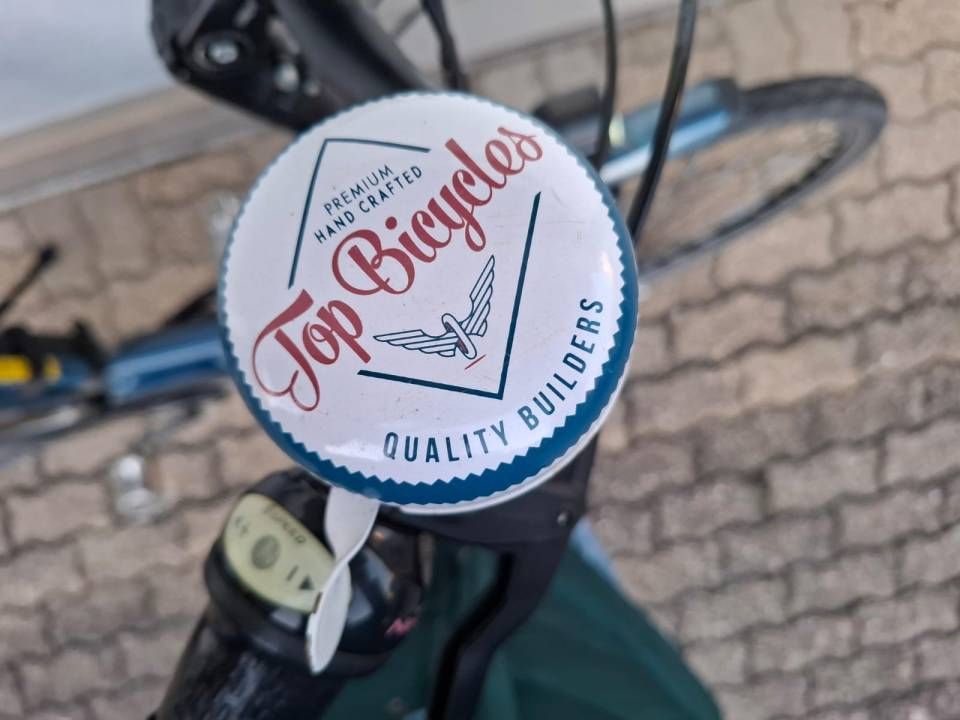 PREMIUM
HAND CRAFTED
Top Bicycles
QUALITY BUILDERS